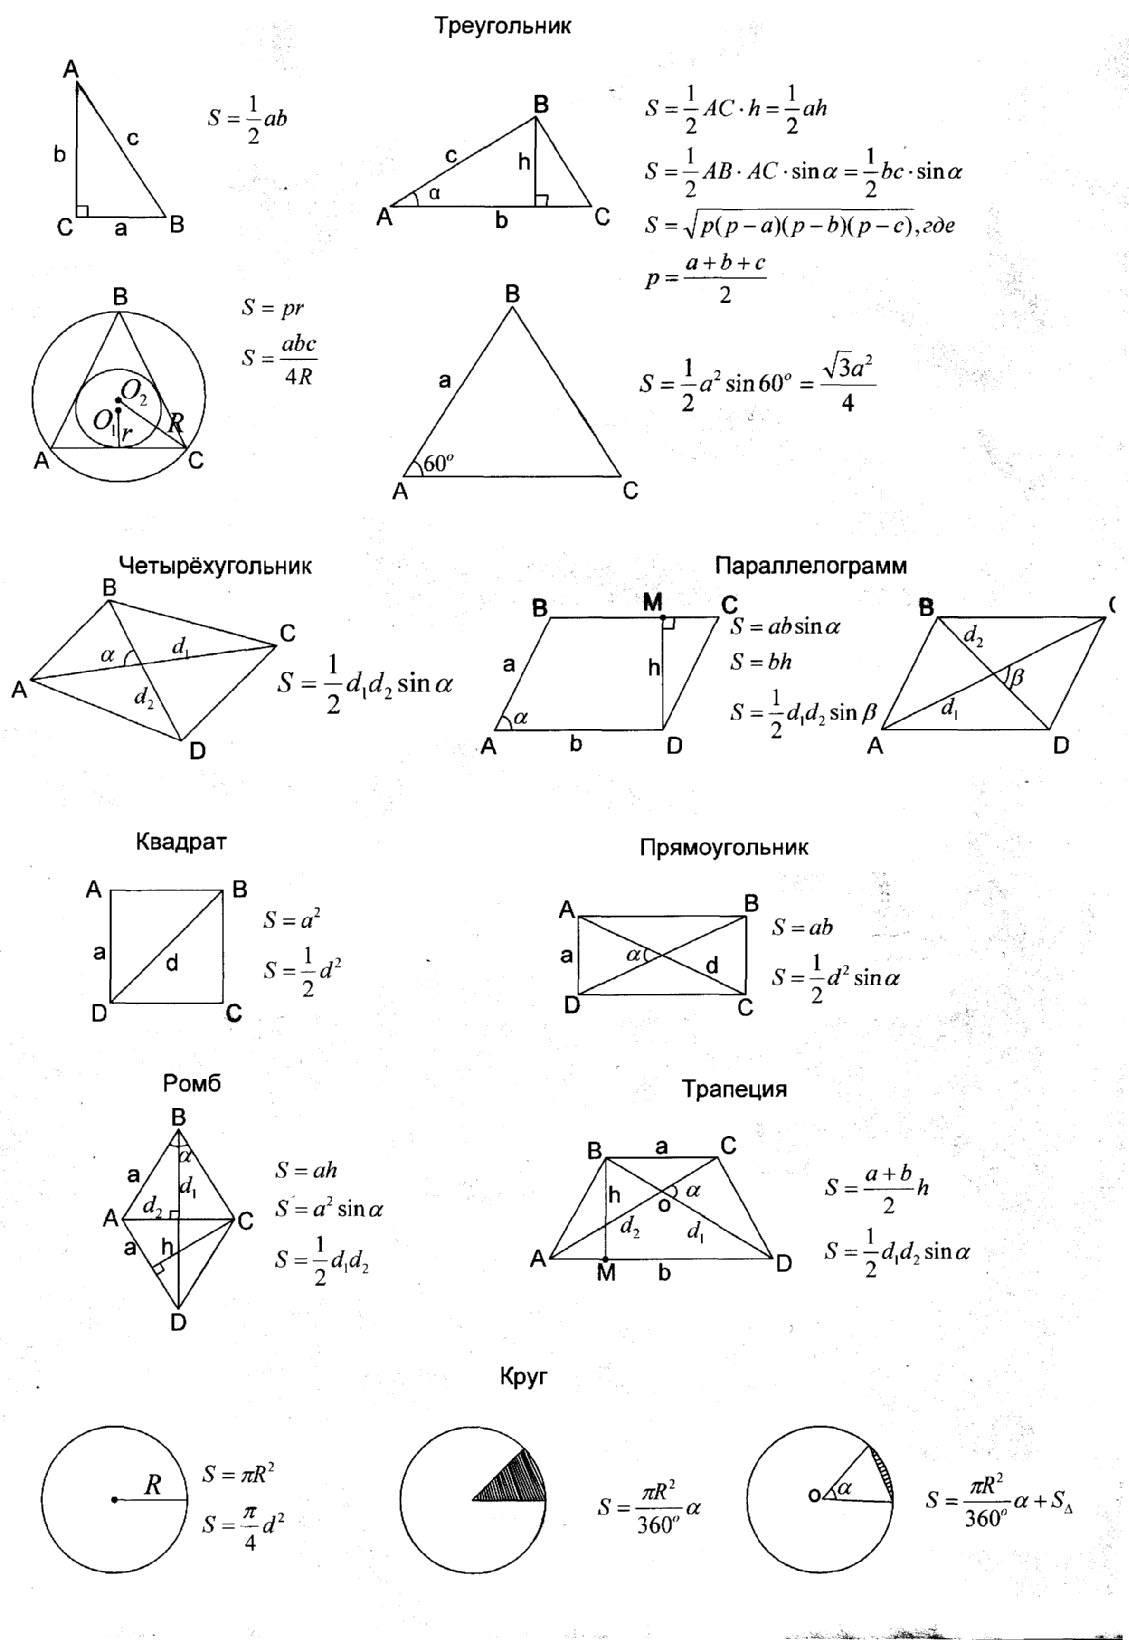 Треугольник
A
b
c
C
a
B
S = 1/2 ab
B
c
h
α
A
b
C
S = 1/2 AC · h = 1/2 ah
S = 1/2 AB · AC · sin α = 1/2 bc · sin α
S = √(p(p − a)(p − b)(p − c)), где
p = (a + b + c)/2
B
O₂
O₁
r
R
A
C
S = pr
S = abc/4R
B
a
60°
A
C
S = 1/2 a² sin 60° = √3a²/4
Четырёхугольник
B
C
α
d₁
A
d₂
D
S = 1/2 d₁d₂ sin α
Параллелограмм
B
M
C
a
h
α
A
b
D
S = ab sin α
S = bh
S = 1/2 d₁d₂ sin β
B
d₂
β
d₁
A
D
Квадрат
A
B
a
d
D
C
S = a²
S = 1/2 d²
Прямоугольник
A
B
a
α
d
D
C
S = ab
S = 1/2 d² sin α
Ромб
B
α
a
d₁
d₂
A
C
a
h
D
S = ah
S = a² sin α
S = 1/2 d₁d₂
Трапеция
B
a
C
h
α
o
d₂
d₁
A
M
b
D
S = (a + b)/2 h
S = 1/2 d₁d₂ sin α
Круг
R
S = πR²
S = π/4 d²
S = πR²/360° α
o
α
S = πR²/360° α + S_Δ